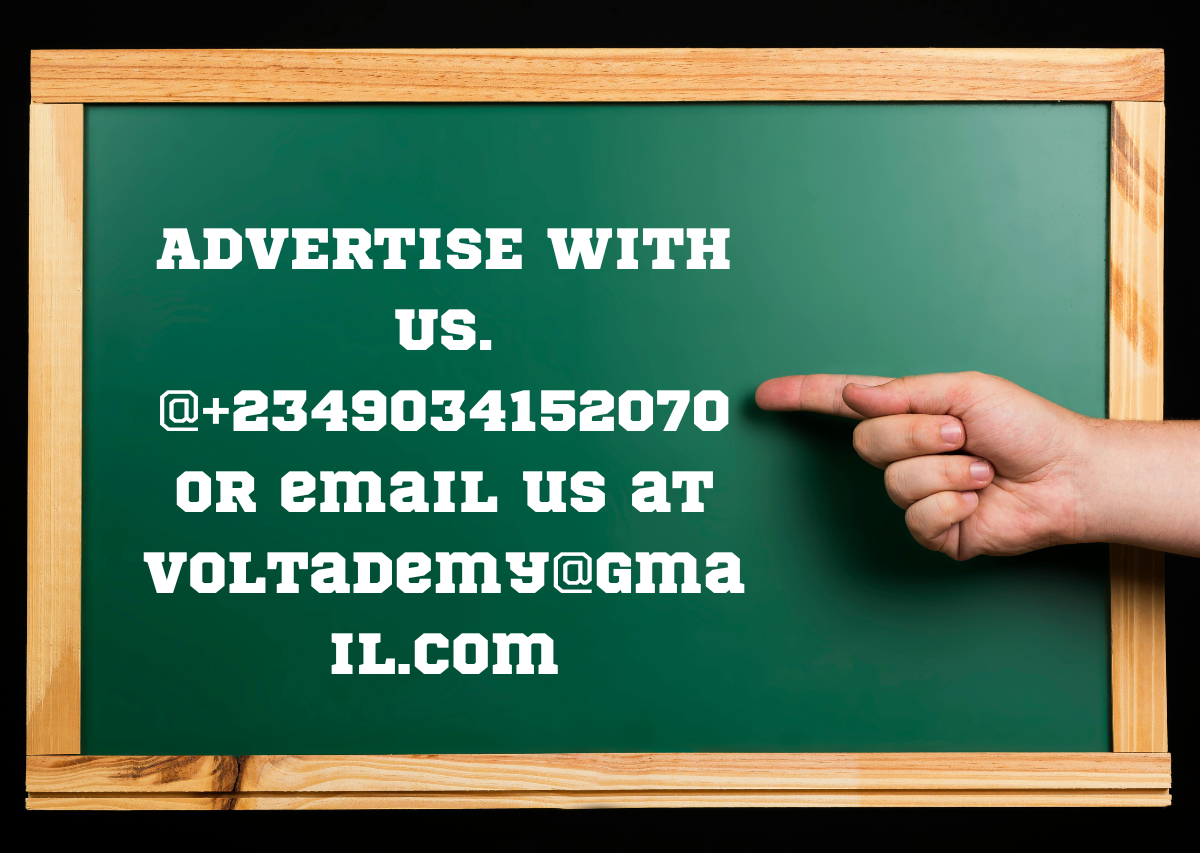 ADVERTISE WITH
US.
@+2349034152070
OR emaIL us aT
VOLTaDemy@Gma
IL.com